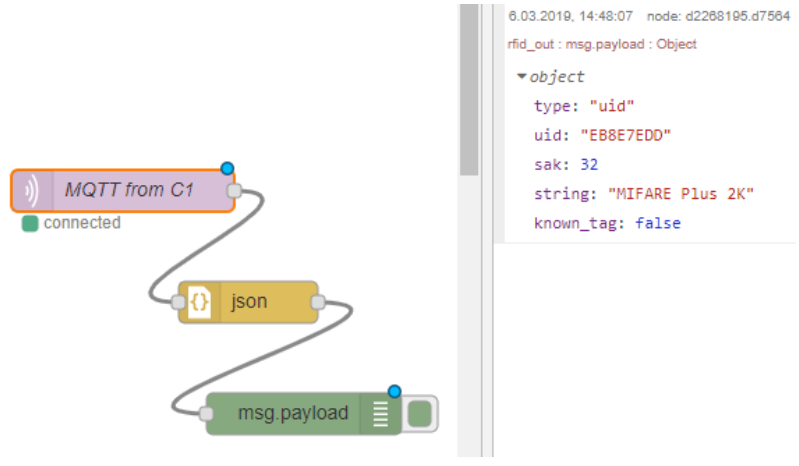 MQTT from C1
connected
json
msg.payload
6.03.2019, 14:48:07 node: d2268195.d7564
rfid_out : msg.payload : Object
object
type: "uid"
uid: "EB8E7EDD"
sak: 32
string: "MIFARE Plus 2K"
known_tag: false